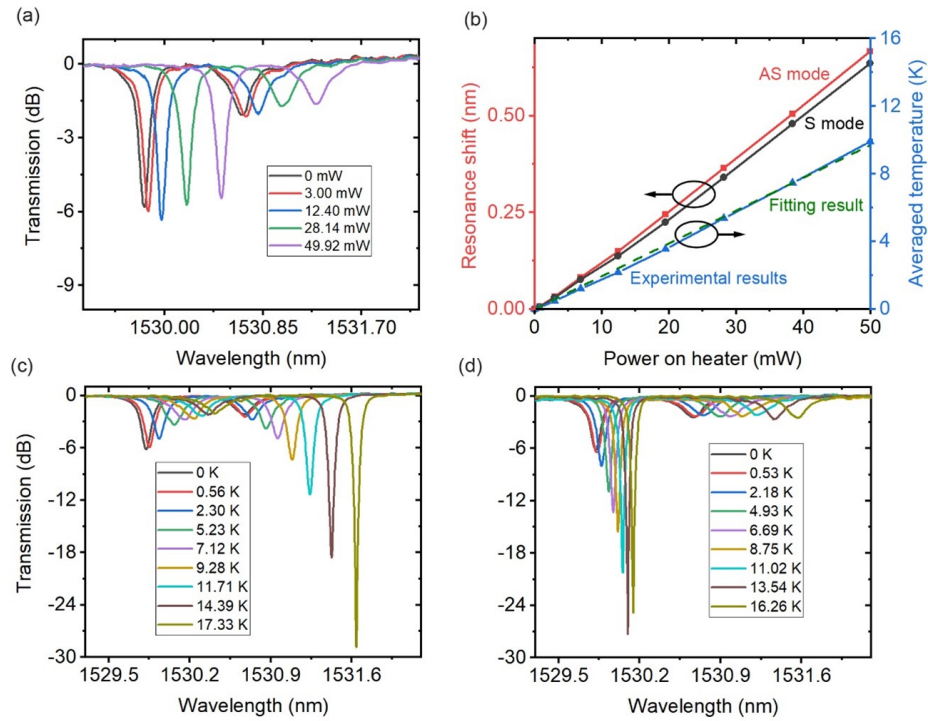 (a)
Transmission (dB)
0
-3
-6
-9
0 mW
3.00 mW
12.40 mW
28.14 mW
49.92 mW
1530.00
1530.85
1531.70
Wavelength (nm)
(b)
Resonance shift (nm)
0.50
0.25
0.00
AS mode
S mode
Fitting result
Experimental results
16
14
12
10
8
6
4
2
0
Averaged temperature (K)
0
10
20
30
40
50
Power on heater (mW)
(c)
Transmission (dB)
0
-6
-12
-18
-24
-30
0 K
0.56 K
2.30 K
5.23 K
7.12 K
9.28 K
11.71 K
14.39 K
17.33 K
1529.5
1530.2
1530.9
1531.6
Wavelength (nm)
(d)
Transmission (dB)
0
-6
-12
-18
-24
-30
0 K
0.53 K
2.18 K
4.93 K
6.69 K
8.75 K
11.02 K
13.54 K
16.26 K
1529.5
1530.2
1530.9
1531.6
Wavelength (nm)